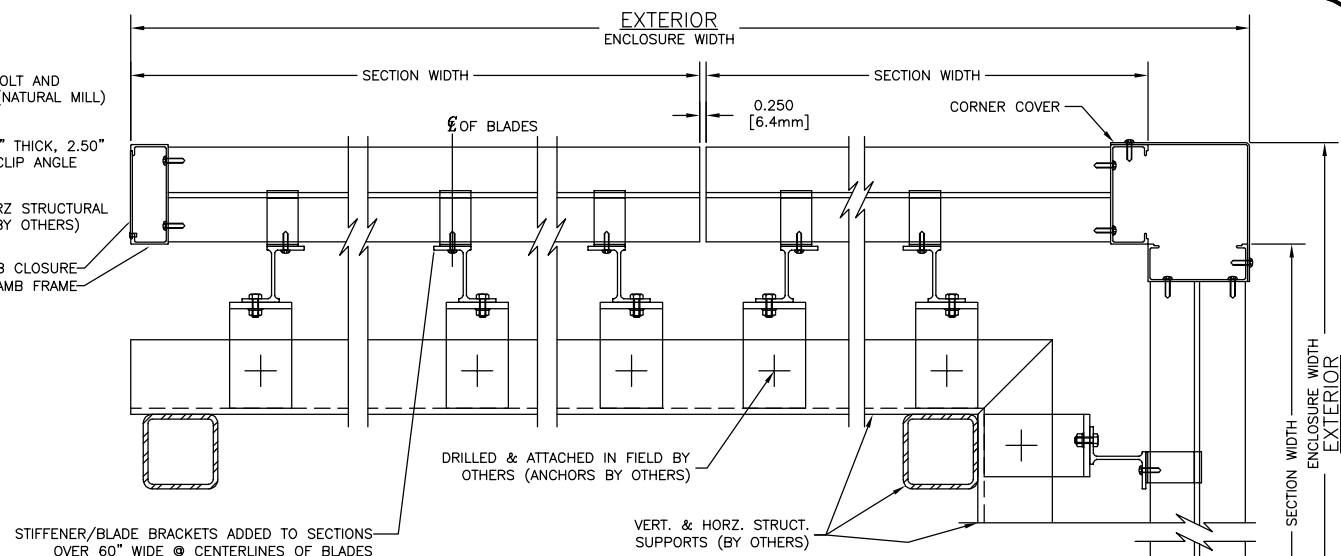 EXTERIOR
ENCLOSURE WIDTH
SECTION WIDTH
SECTION WIDTH
OLT AND
(NATURAL MILL)
0.250
[6.4mm]
CORNER COVER
℄ OF BLADES
" THICK, 2.50"
CLIP ANGLE
RZ STRUCTURAL
BY OTHERS)
B CLOSURE
AMB FRAME
DRILLED & ATTACHED IN FIELD BY
OTHERS (ANCHORS BY OTHERS)
STIFFENER/BLADE BRACKETS ADDED TO SECTIONS
OVER 60" WIDE @ CENTERLINES OF BLADES
VERT. & HORZ. STRUCT.
SUPPORTS (BY OTHERS)
SECTION WIDTH
ENCLOSURE WIDTH
EXTERIOR